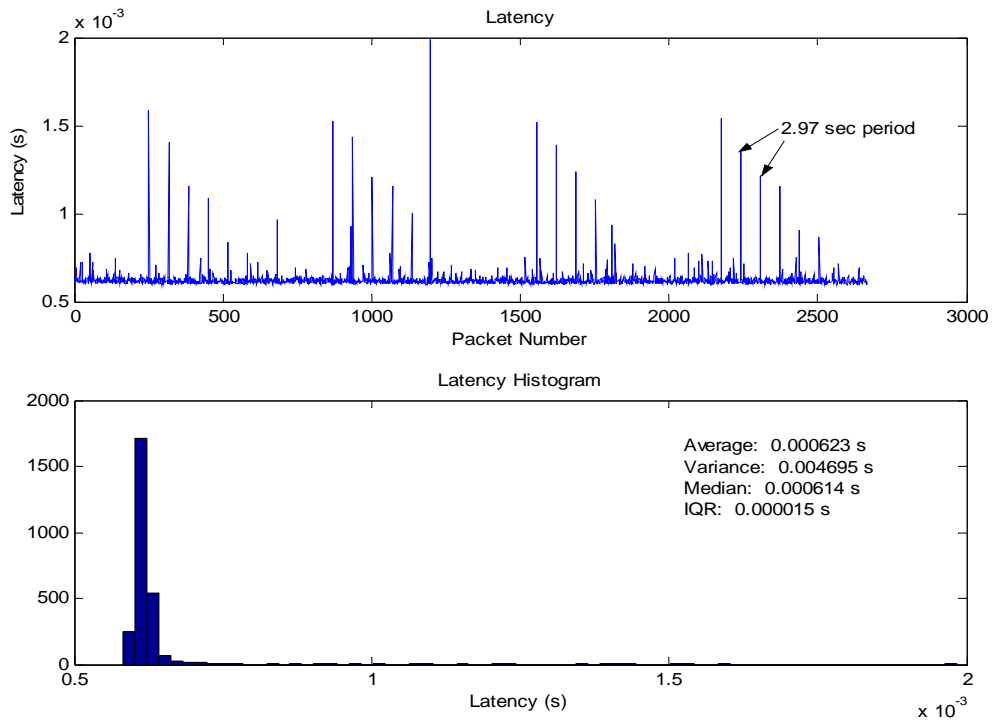 Latency
x 10-3
2
1.5
1
0.5
Latency (s)
2.97 sec period
0 500 1000 1500 2000 2500 3000
Packet Number
Latency Histogram
2000
1500
1000
500
0
Average: 0.000623 s
Variance: 0.004695 s
Median: 0.000614 s
IQR: 0.000015 s
0.5 1 1.5 2
Latency (s)
x 10-3